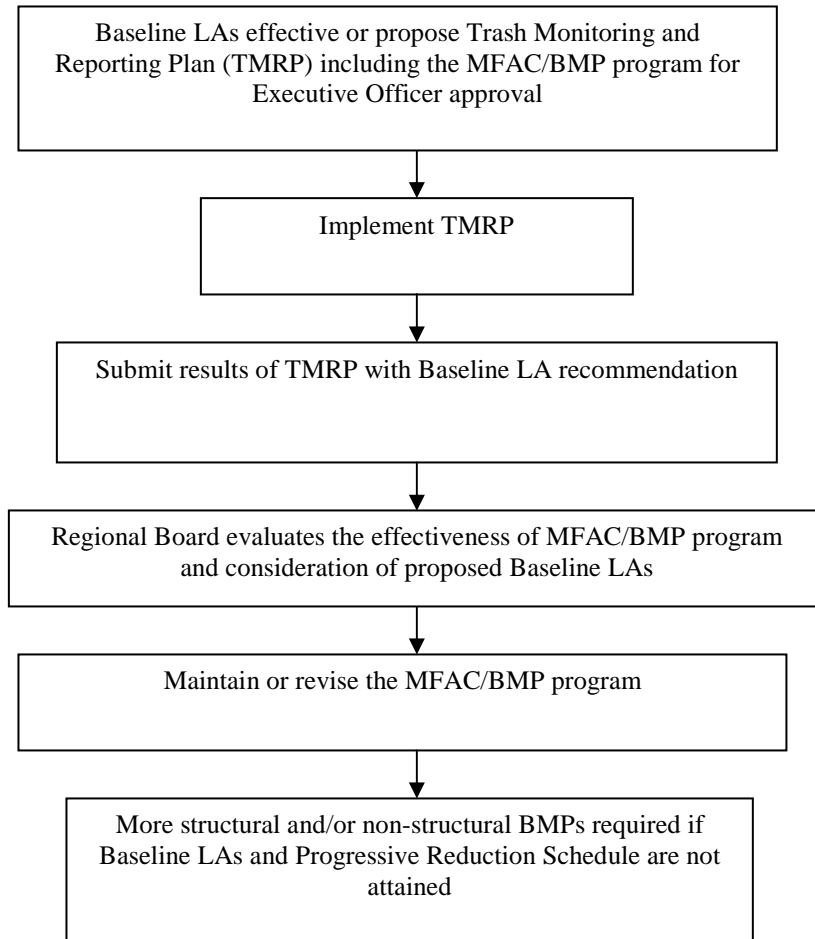 Baseline LAs effective or propose Trash Monitoring and
Reporting Plan (TMRP) including the MFAC/BMP program for
Executive Officer approval
Implement TMRP
Submit results of TMRP with Baseline LA recommendation
Regional Board evaluates the effectiveness of MFAC/BMP program
and consideration of proposed Baseline LAs
Maintain or revise the MFAC/BMP program
More structural and/or non-structural BMPs required if
Baseline LAs and Progressive Reduction Schedule are not
attained